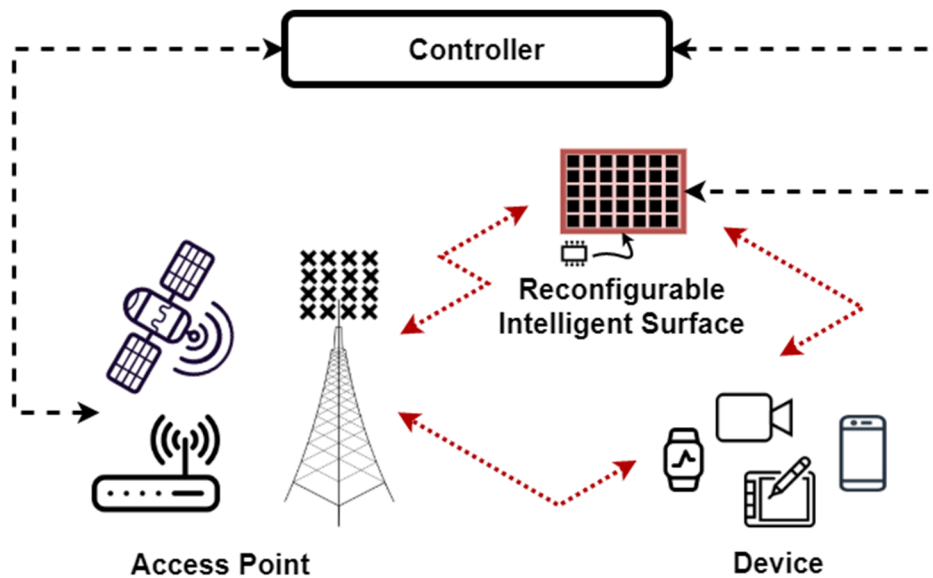 Controller
Reconfigurable
Intelligent Surface
Access Point
Device